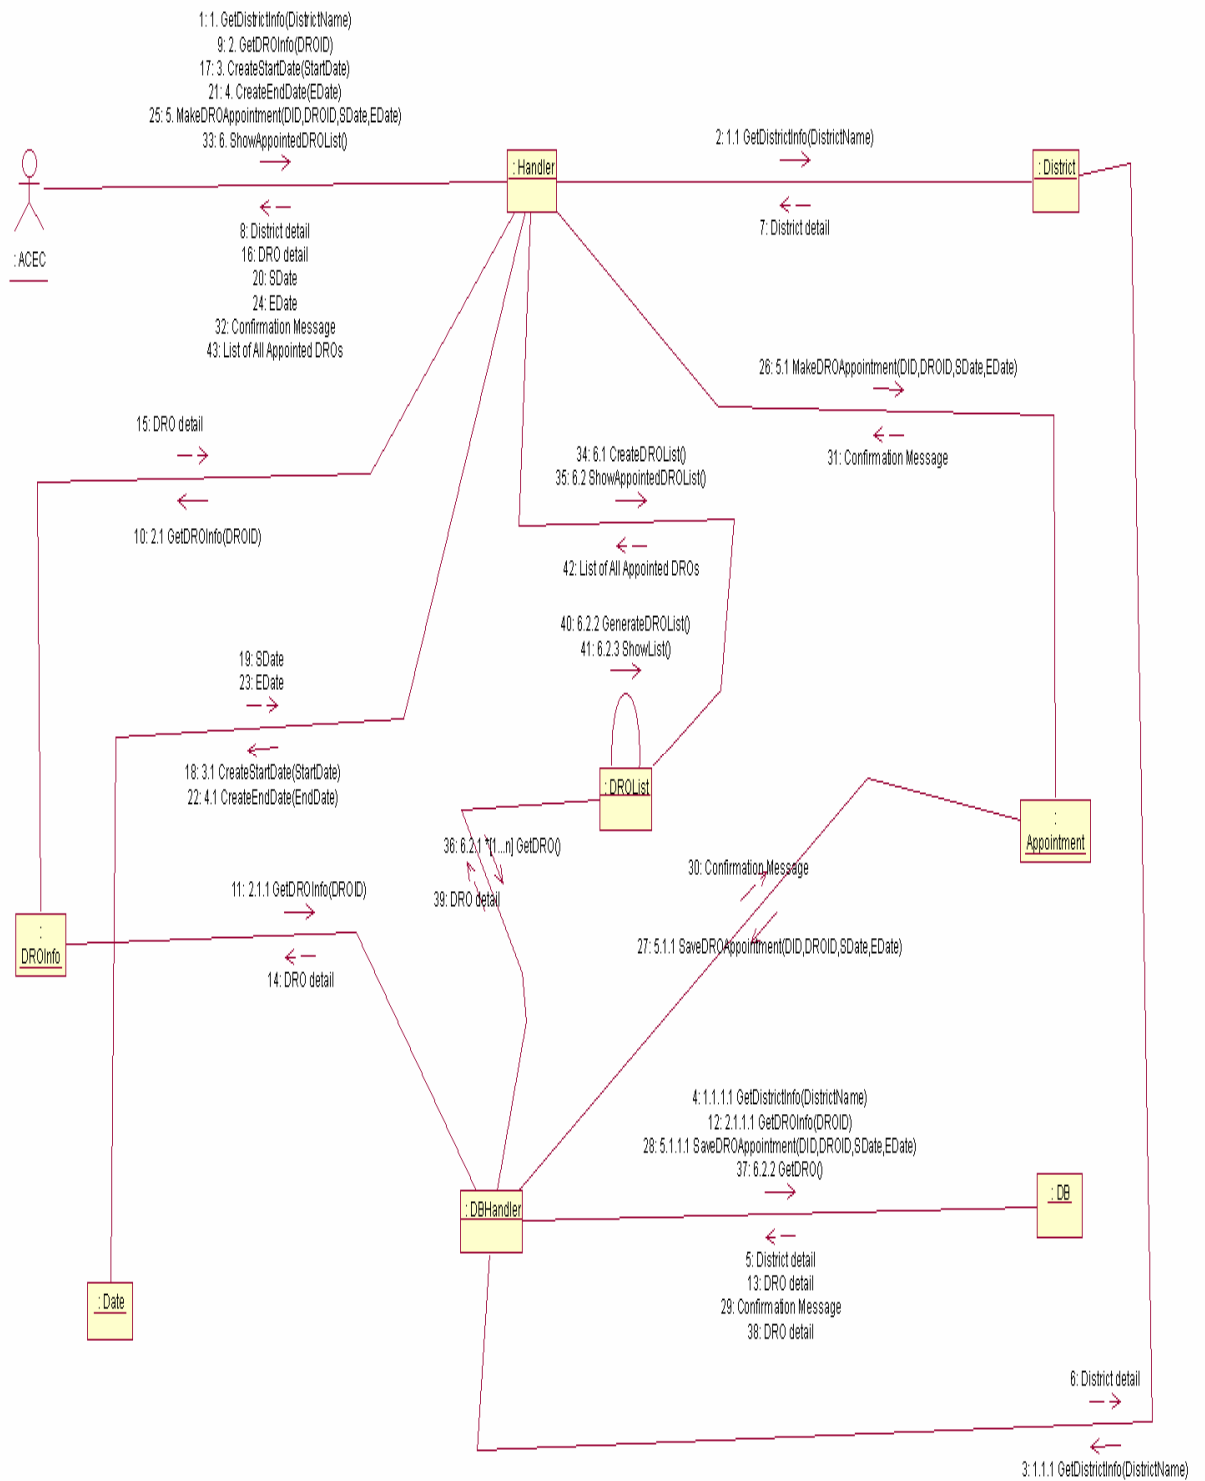 1: 1. GetDistrictInfo(DistrictName)
9: 2. GetDROInfo(DROID)
17: 3. CreateStartDate(StartDate)
21: 4. CreateEndDate(EDate)
25: 5. MakeDROAppointment(DID,DROID,SDate,EDate)
33: 6. ShowAppointedDROList()
2: 1.1 GetDistrictInfo(DistrictName)
: Handler
: District
: ACEC
8: District detail
16: DRO detail
20: SDate
24: EDate
32: Confirmation Message
43: List of All Appointed DROs
7: District detail
26: 5.1 MakeDROAppointment(DID,DROID,SDate,EDate)
31: Confirmation Message
15: DRO detail
10: 2.1 GetDROInfo(DROID)
34: 6.1 CreateDROList()
35: 6.2 ShowAppointedDROList()
42: List of All Appointed DROs
40: 6.2.2 GenerateDROList()
41: 6.2.3 ShowList()
19: SDate
23: EDate
18: 3.1 CreateStartDate(StartDate)
22: 4.1 CreateEndDate(EndDate)
: DROList
:
Appointment
36: 6.2.1 *[1...n] GetDRO()
39: DRO detail
30: Confirmation Message
27: 5.1.1 SaveDROAppointment(DID,DROID,SDate,EDate)
11: 2.1.1 GetDROInfo(DROID)
14: DRO detail
:
DROInfo
4: 1.1.1.1 GetDistrictInfo(DistrictName)
12: 2.1.1.1 GetDROInfo(DROID)
28: 5.1.1.1 SaveDROAppointment(DID,DROID,SDate,EDate)
37: 6.2.2 GetDRO()
: DBHandler
: DB
5: District detail
13: DRO detail
29: Confirmation Message
38: DRO detail
: Date
6: District detail
3: 1.1.1 GetDistrictInfo(DistrictName)